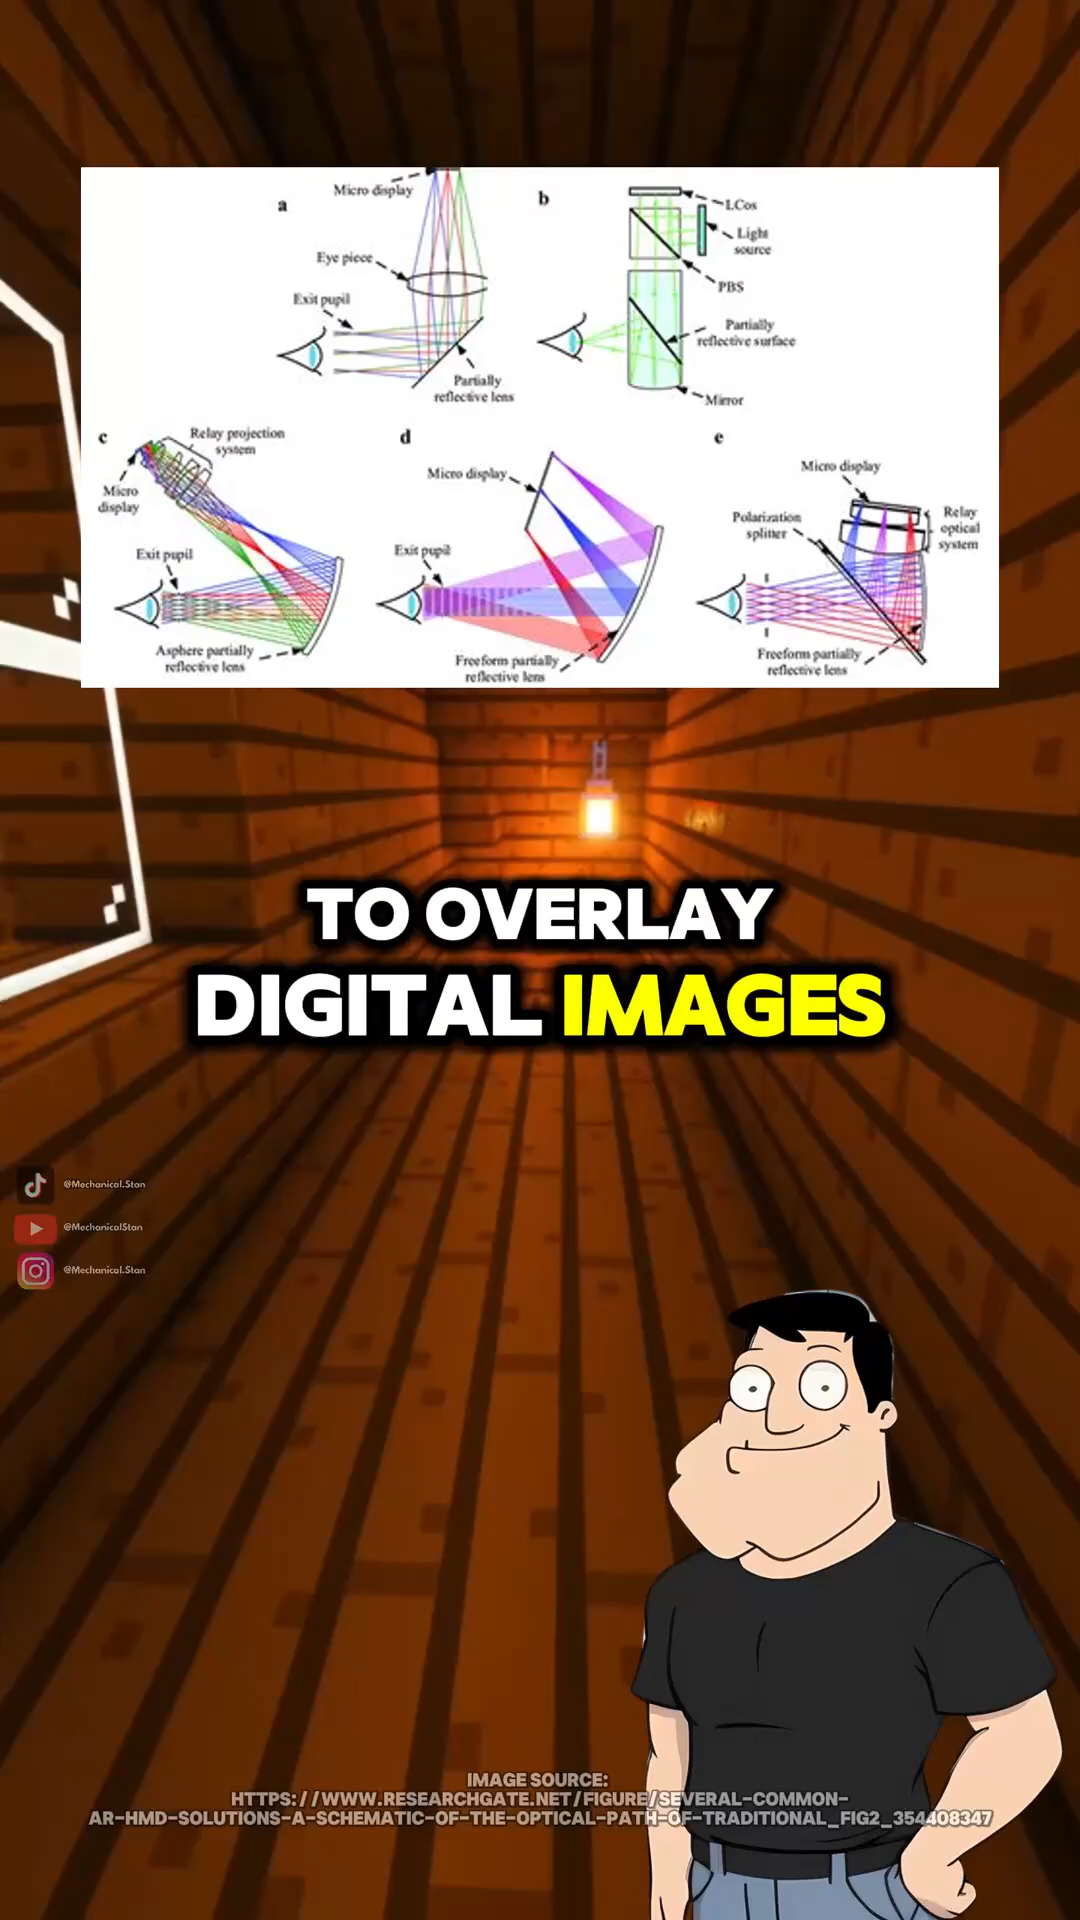 a
Micro display
Eye piece
Exit pupil
Partially
reflective lens
b
LCos
Light
source
PBS
Partially
reflective surface
Mirror
c
Relay projection
system
Micro
display
Exit pupil
Asphere partially
reflective lens
d
Micro display
Exit pupil
Freeform partially
reflective lens
e
Micro display
Polarization
splitter
Relay
optical
system
Freeform partially
reflective lens
TO OVERLAY
DIGITAL IMAGES
@Mechanical.Stan
@MechanicalStan
@Mechanical.Stan
IMAGE SOURCE:
HTTPS://WWW.RESEARCHGATE.NET/FIGURE/SEVERAL-COMMON-
AR-HMD-SOLUTIONS-A-SCHEMATIC-OF-THE-OPTICAL-PATH-OF-TRADITIONAL_FIG2_354408347